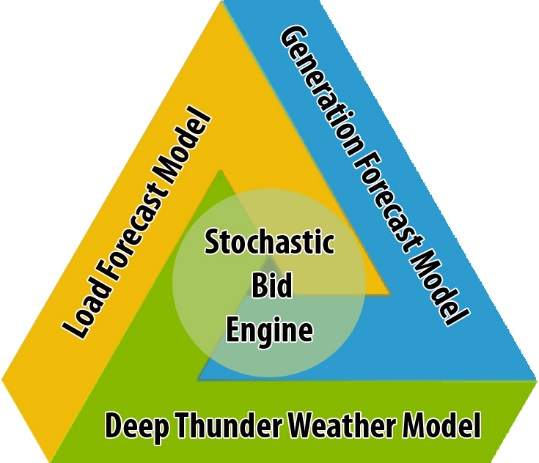 Load Forecast Model
Generation Forecast Model
Stochastic
Bid
Engine
Deep Thunder Weather Model